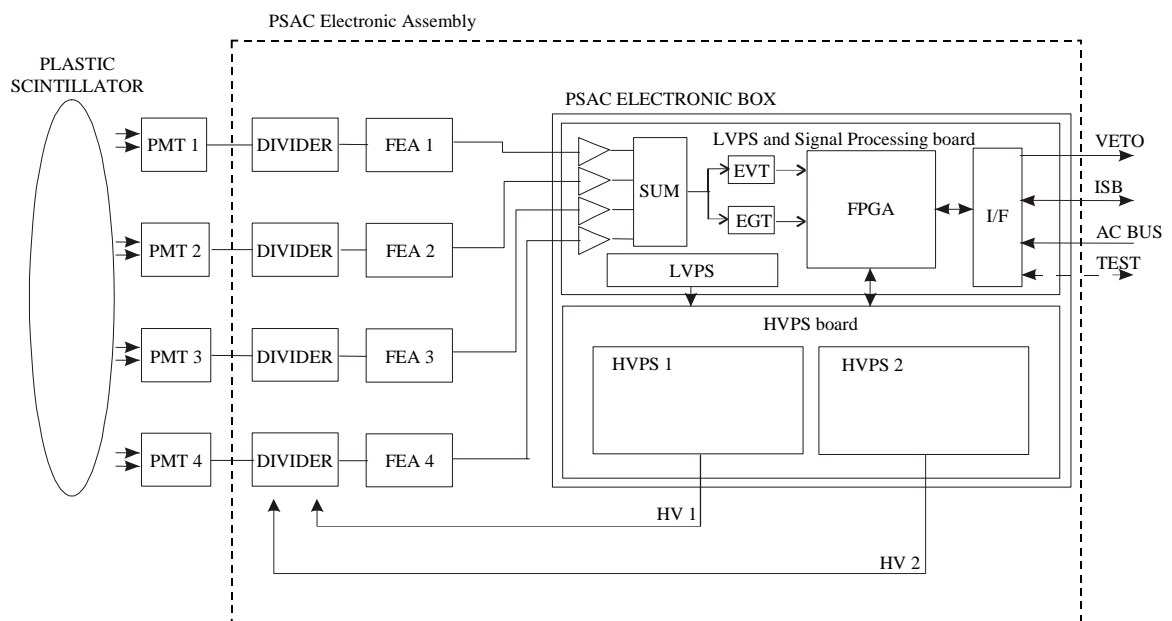 PSAC Electronic Assembly
PLASTIC
SCINTILLATOR
PSAC ELECTRONIC BOX
LVPS and Signal Processing board
PMT 1
DIVIDER
FEA 1
SUM
EVT
EGT
FPGA
I/F
VETO
ISB
AC BUS
TEST
PMT 2
DIVIDER
FEA 2
LVPS
HVPS board
PMT 3
DIVIDER
FEA 3
HVPS 1
HVPS 2
PMT 4
DIVIDER
FEA 4
HV 1
HV 2